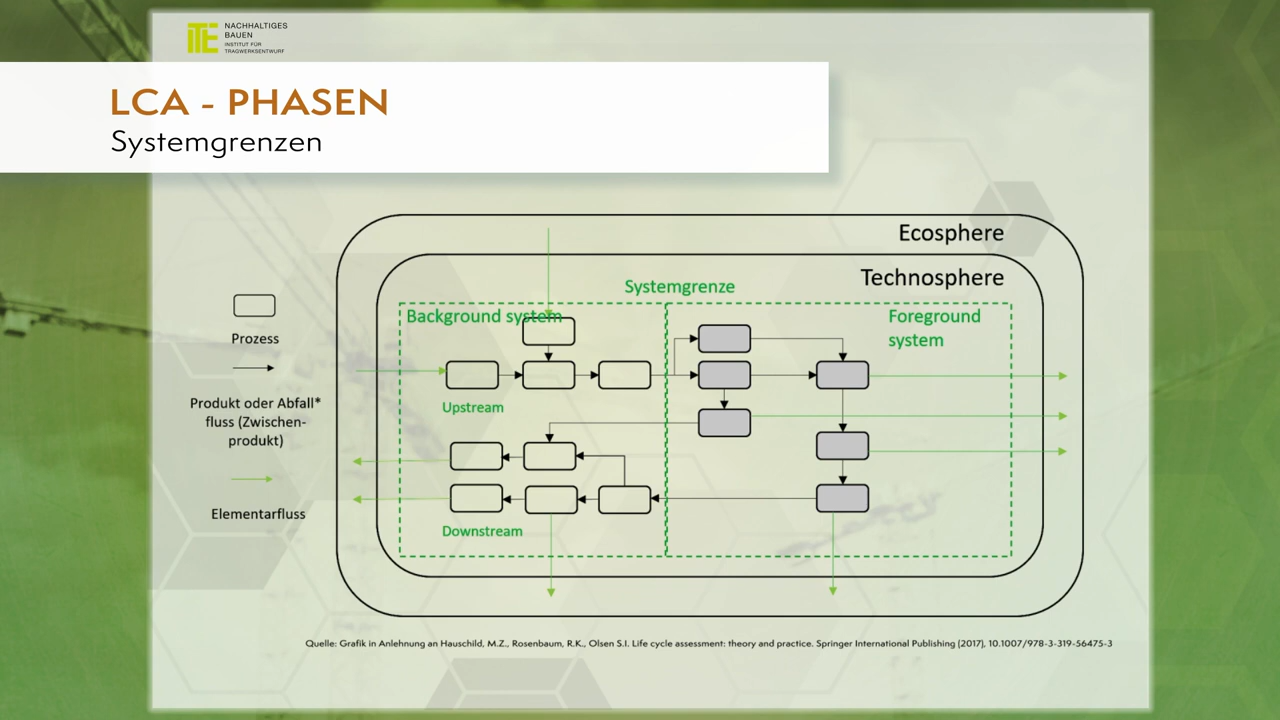 iTE
NACHHALTIGES
BAUEN
INSTITUT FÜR
TRAGWERKSENTWURF
LCA - PHASEN
Systemgrenzen
Ecosphere
Technosphere
Systemgrenze
Background system
Foreground
system
Prozess
Produkt oder Abfall*
fluss (Zwischen-
produkt)
Elementarfluss
Upstream
Downstream
Quelle: Grafik in Anlehnung an Hauschild, M.Z., Rosenbaum, R.K., Olsen S.I. Life cycle assessment: theory and practice. Springer International Publishing (2017), 10.1007/978-3-319-56475-3